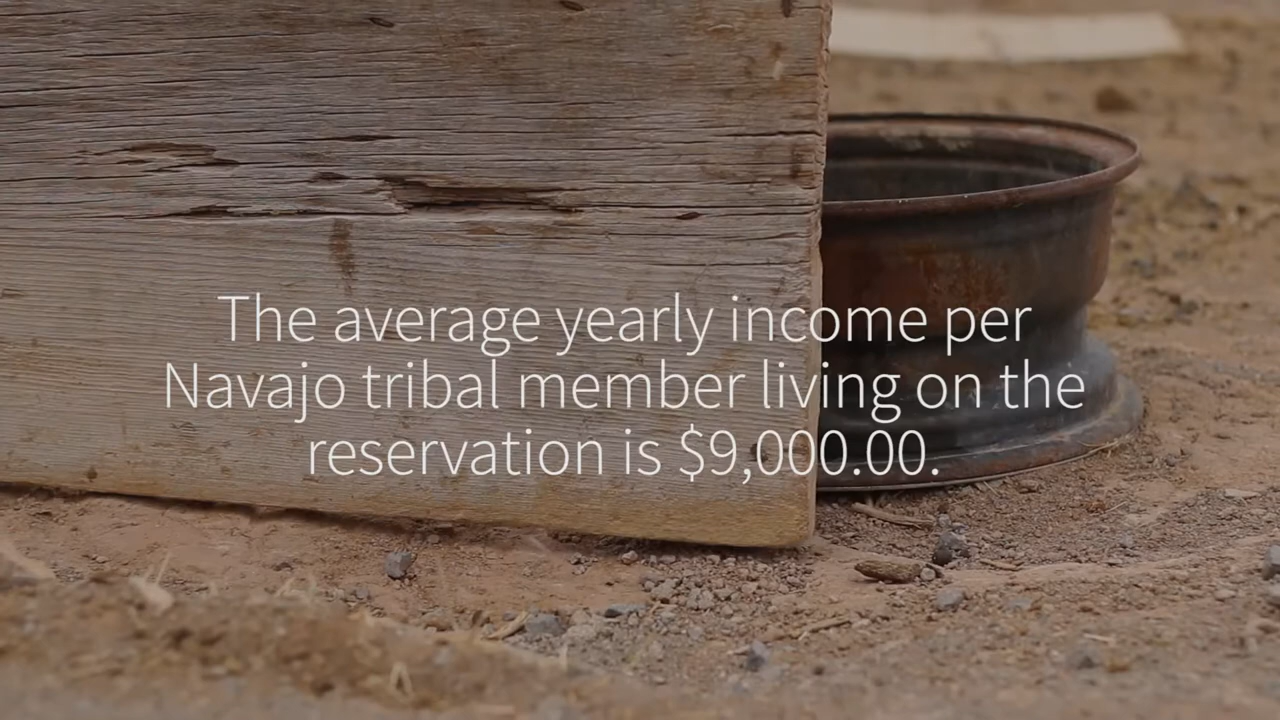 The average yearly income per
Navajo tribal member living on the
reservation is $9,000.00.